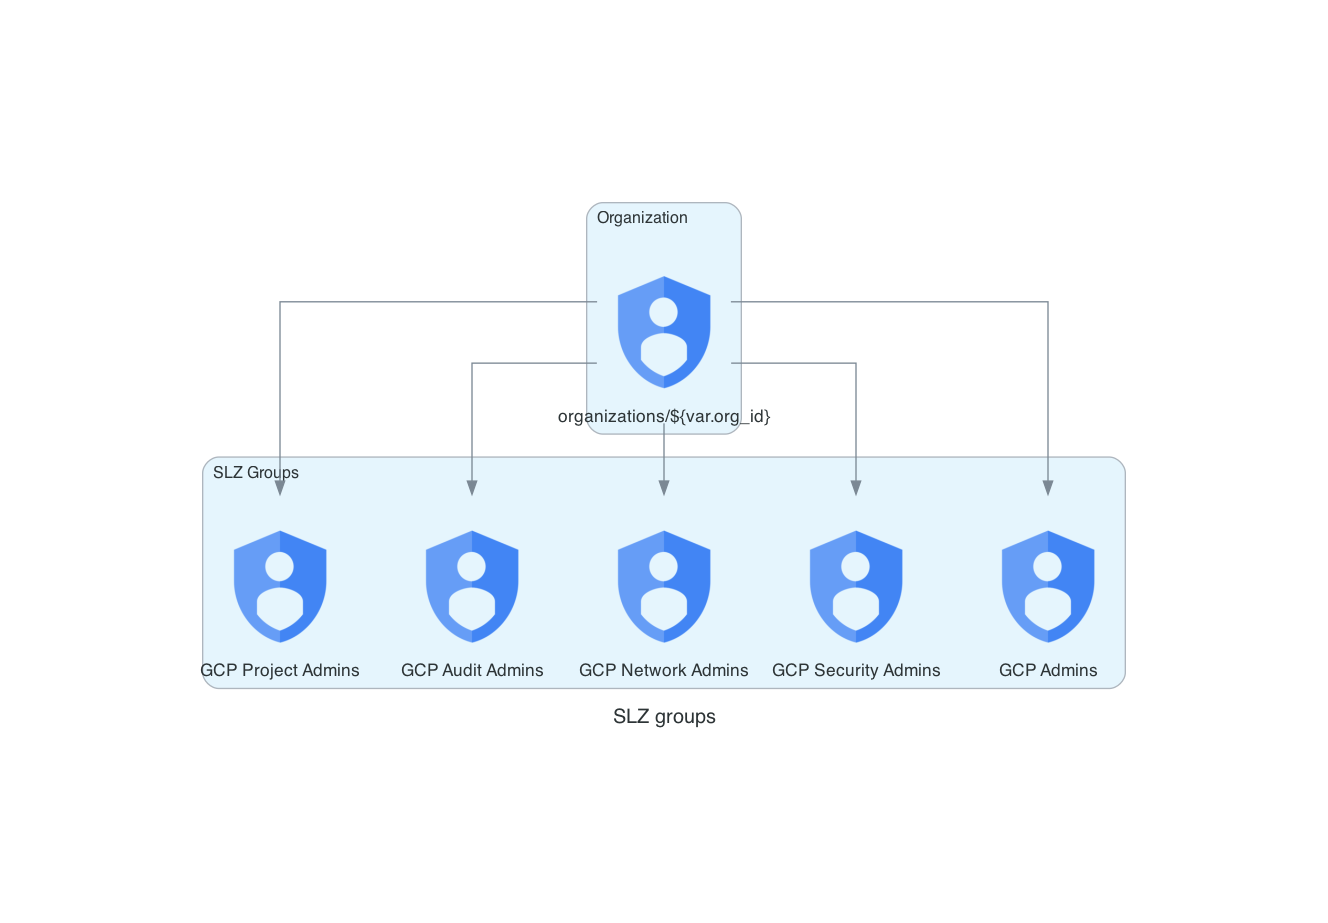 Organization
organizations/${var.org_id}
SLZ Groups
GCP Project Admins
GCP Audit Admins
GCP Network Admins
GCP Security Admins
GCP Admins
SLZ groups